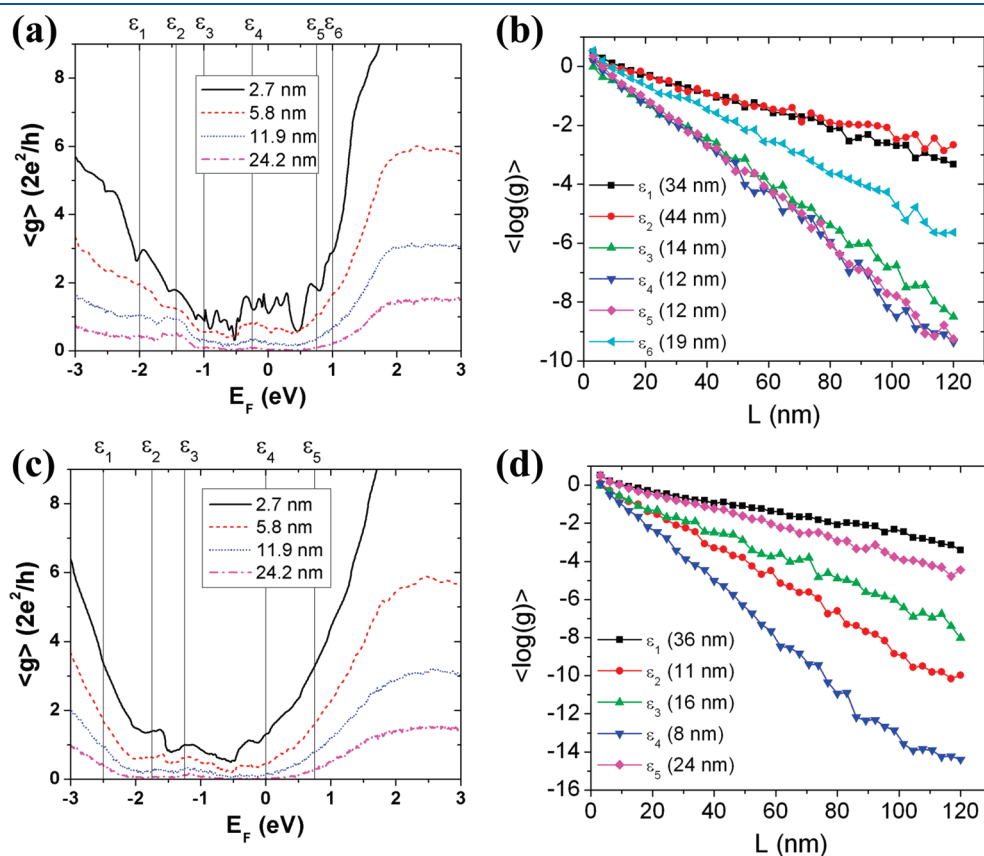 (a)
ε1 ε2 ε3 ε4 ε5 ε6
<g> (2e²/h)
8
6
4
2
0
2.7 nm
5.8 nm
11.9 nm
24.2 nm
-3 -2 -1 0 1 2 3
E_F (eV)
(b)
<log(g)>
0
-2
-4
-6
-8
-10
ε1 (34 nm)
ε2 (44 nm)
ε3 (14 nm)
ε4 (12 nm)
ε5 (12 nm)
ε6 (19 nm)
0 20 40 60 80 100 120
L (nm)
(c)
ε1 ε2 ε3 ε4 ε5
<g> (2e²/h)
8
6
4
2
0
2.7 nm
5.8 nm
11.9 nm
24.2 nm
-3 -2 -1 0 1 2 3
E_F (eV)
(d)
<log(g)>
0
-2
-4
-6
-8
-10
-12
-14
-16
ε1 (36 nm)
ε2 (11 nm)
ε3 (16 nm)
ε4 (8 nm)
ε5 (24 nm)
0 20 40 60 80 100 120
L (nm)